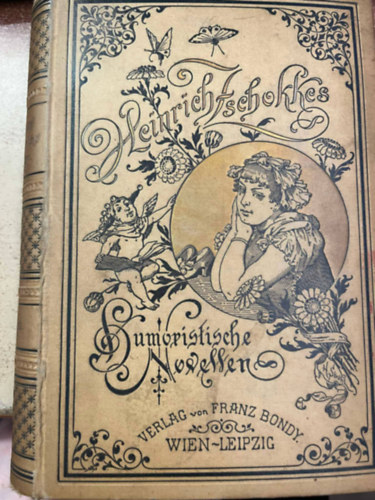 Heinrich Zschokkes
Humoristische
Novellen
VERLAG von FRANZ BONDY.
WIEN-LEIPZIG